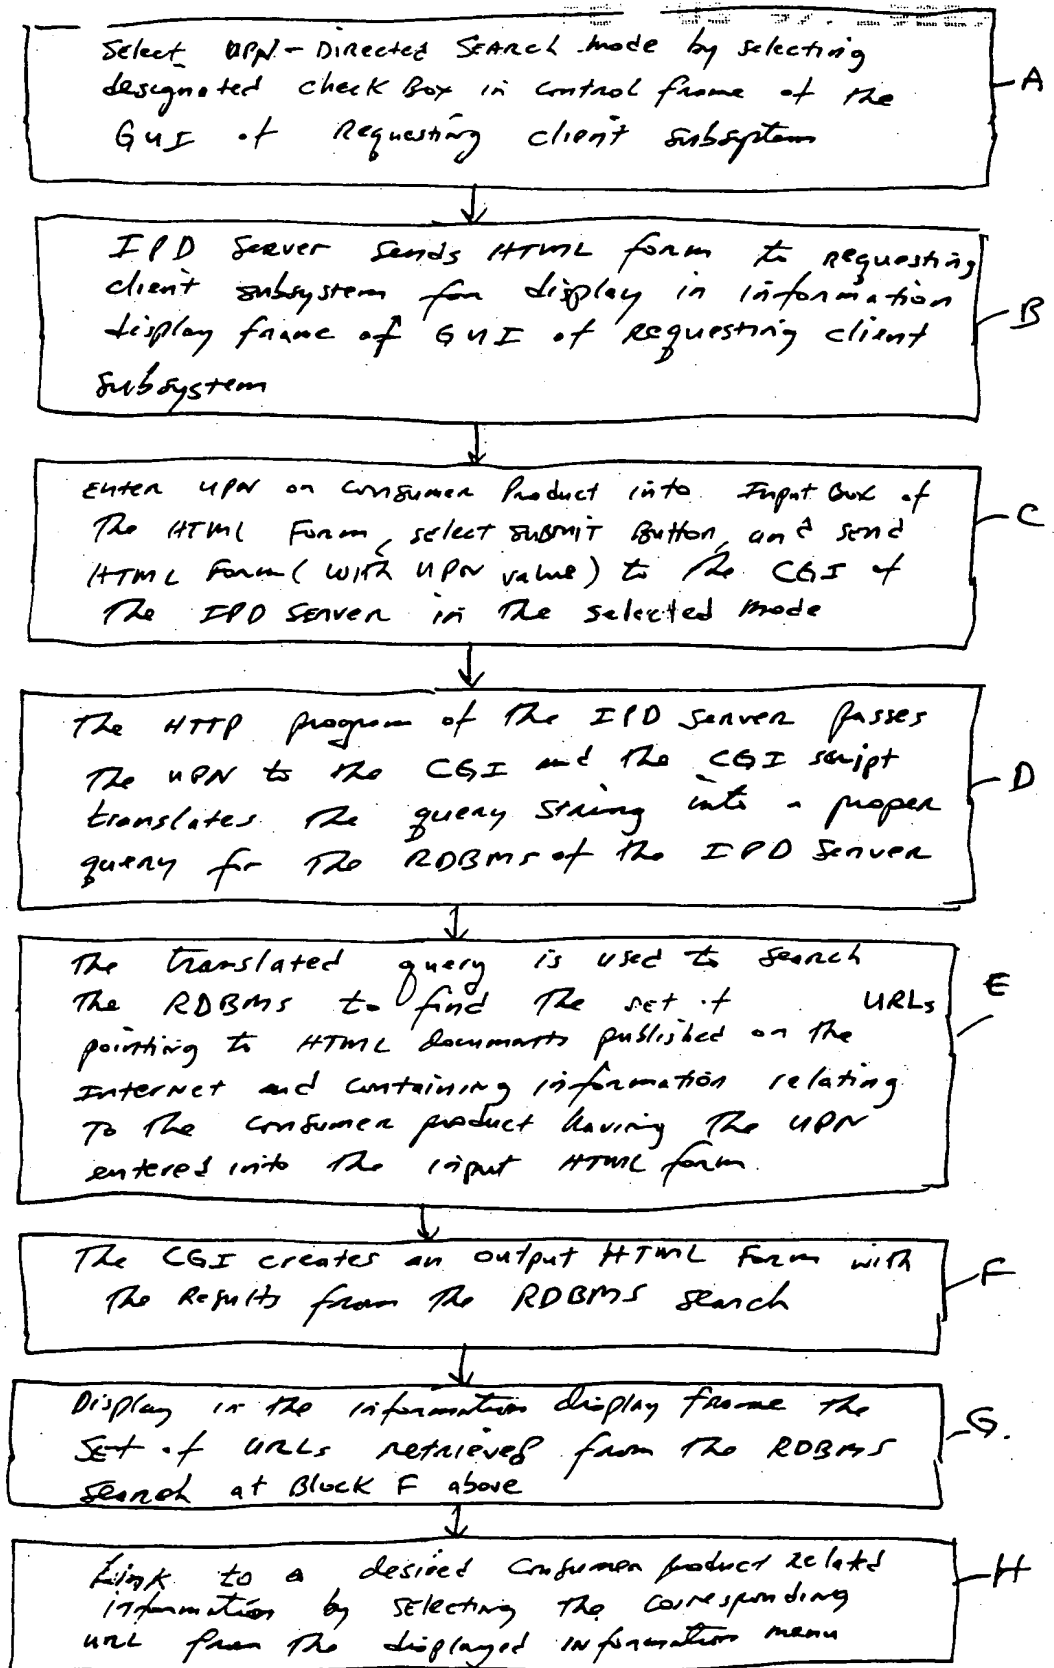 Select UPN-Directed Search mode by selecting
designated check Box in control frame of the
GUI of Requesting client subsystem
A
IPD Server sends HTML form to requesting
client subsystem for display in information
display frame of GUI of requesting client
subsystem
B
Enter UPN on consumer Product into Input Box of
The HTML Form, select SUBMIT Button, and send
HTML Form (with UPN value) to the CGI of
The IPD Server in the selected mode
C
The HTTP program of the IPD Server passes
The UPN to the CGI and the CGI script
translates the query string into a proper
query for the RDBMS of the IPD Server
D
The translated query is used to search
the RDBMS to find the set of URLs
pointing to HTML documents published on the
Internet and containing information relating
To the consumer product having the UPN
entered into the input HTML form.
E
The CGI creates an output HTML Form with
the Results from the RDBMS search
F
Display in the information display frame the
Set of URLs retrieved from the RDBMS
search at Block F above
G.
Link to a desired consumer product related
information by selecting the corresponding
URL from the displayed information menu
H